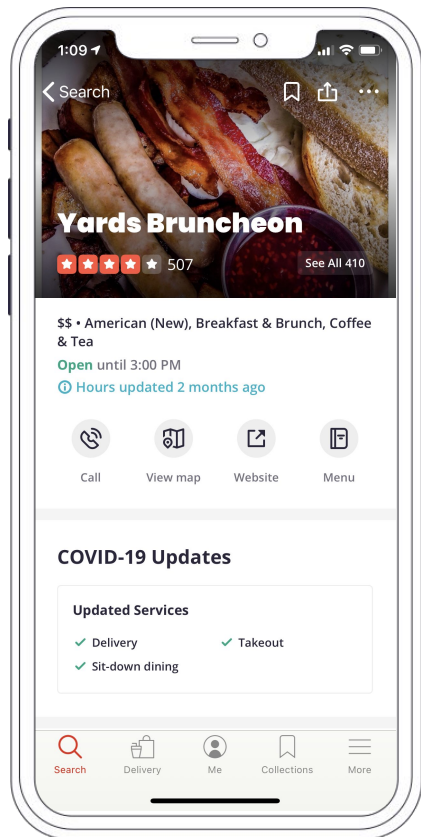 1:09
Search
Yards Bruncheon
507
See All 410
$$ • American (New), Breakfast & Brunch, Coffee
& Tea
Open until 3:00 PM
Hours updated 2 months ago
Call View map Website Menu
COVID-19 Updates
Updated Services
Delivery Takeout
Sit-down dining
Search Delivery Me Collections More